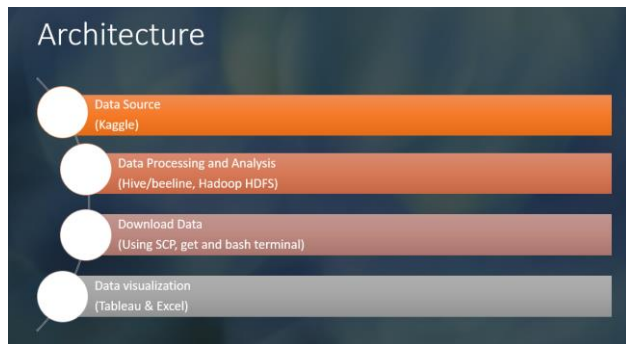 Architecture
Data Source
(Kaggle)
Data Processing and Analysis
(Hive/beeline, Hadoop HDFS)
Download Data
(Using SCP, get and bash terminal)
Data visualization
(Tableau & Excel)